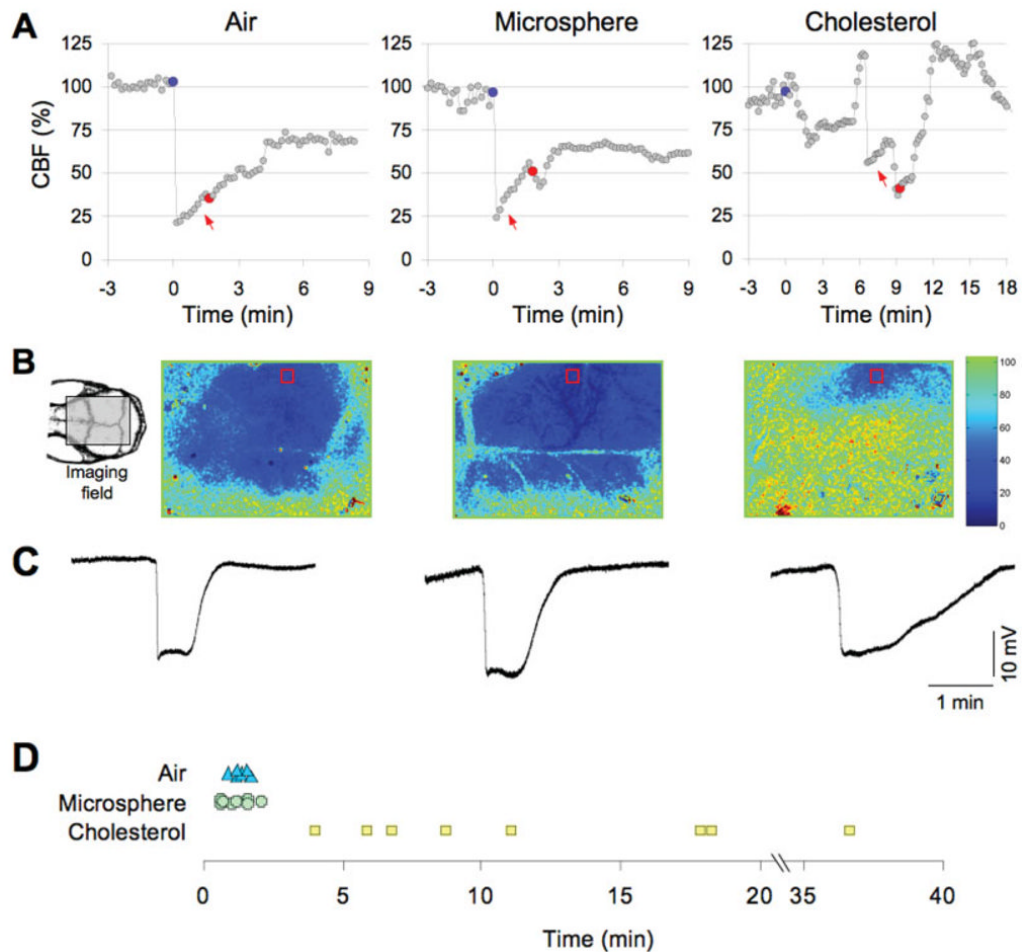 A Air Microsphere Cholesterol
125 125 125
100 100 100
75 75 75
50 50 50
25 25 25
0 0 0
CBF (%)
-3 0 3 6 9 -3 0 3 6 9 -3 0 3 6 9 12 15 18
Time (min) Time (min) Time (min)
B
Imaging
field
100
80
60
40
20
0
C
10 mV
1 min
D
Air
Microsphere
Cholesterol
0 5 10 15 20 35 40
Time (min)